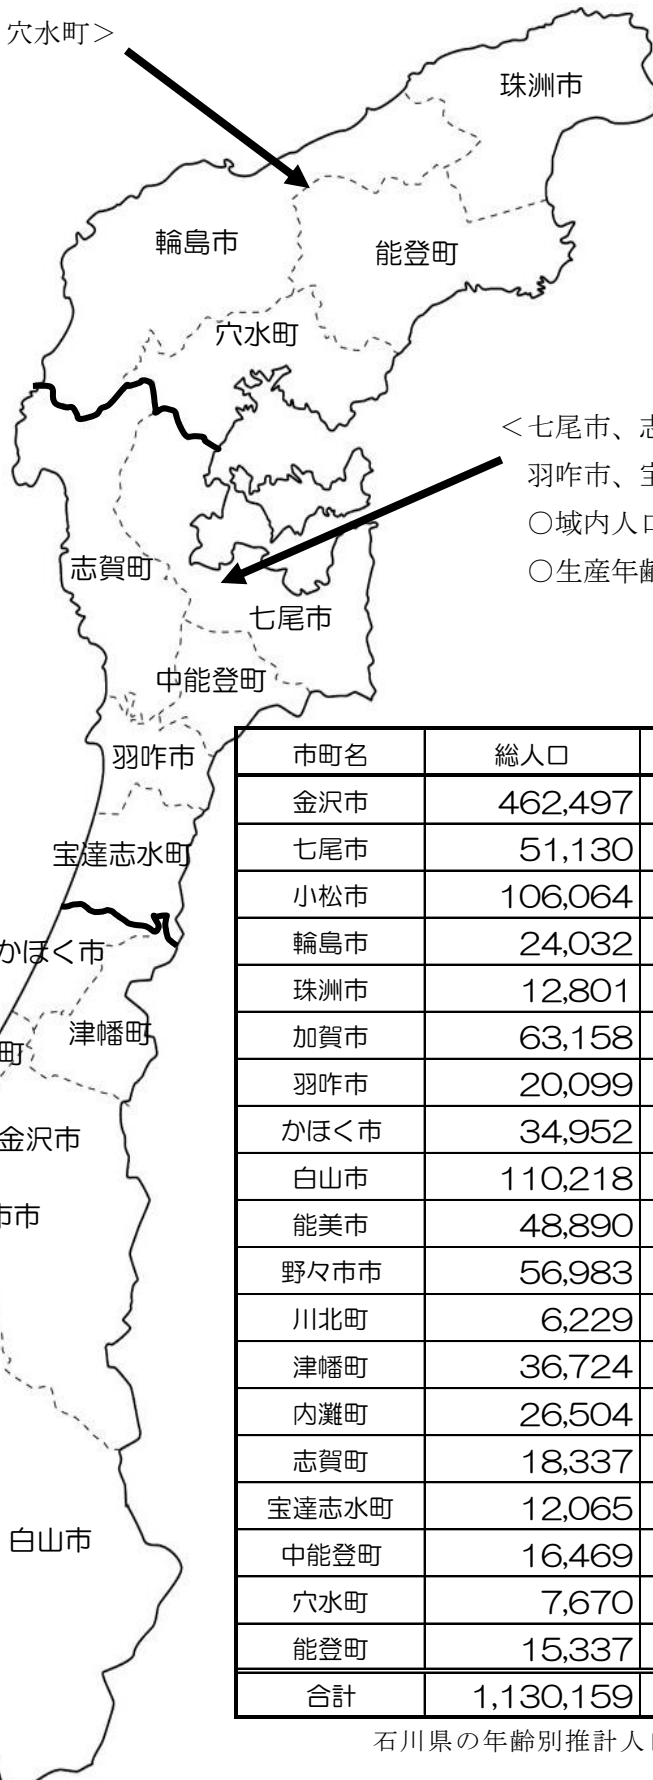 穴水町＞
珠洲市
輪島市
能登町
穴水町
＜七尾市、志
羽咋市、宝
○域内人口
○生産年齢
志賀町
七尾市
中能登町
羽咋市
宝達志水町
かほく市
津幡町
町
金沢市
市市
白山市
市町名 総人口
金沢市 462,497
七尾市 51,130
小松市 106,064
輪島市 24,032
珠洲市 12,801
加賀市 63,158
羽咋市 20,099
かほく市 34,952
白山市 110,218
能美市 48,890
野々市市 56,983
川北町 6,229
津幡町 36,724
内灘町 26,504
志賀町 18,337
宝達志水町 12,065
中能登町 16,469
穴水町 7,670
能登町 15,337
合計 1,130,159
石川県の年齢別推計人口